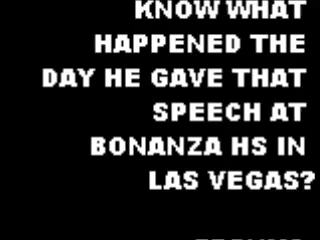 KNOW WHAT
HAPPENED THE
DAY HE GAVE THAT
SPEECH AT
BONANZA HS IN
LAS VEGAS?